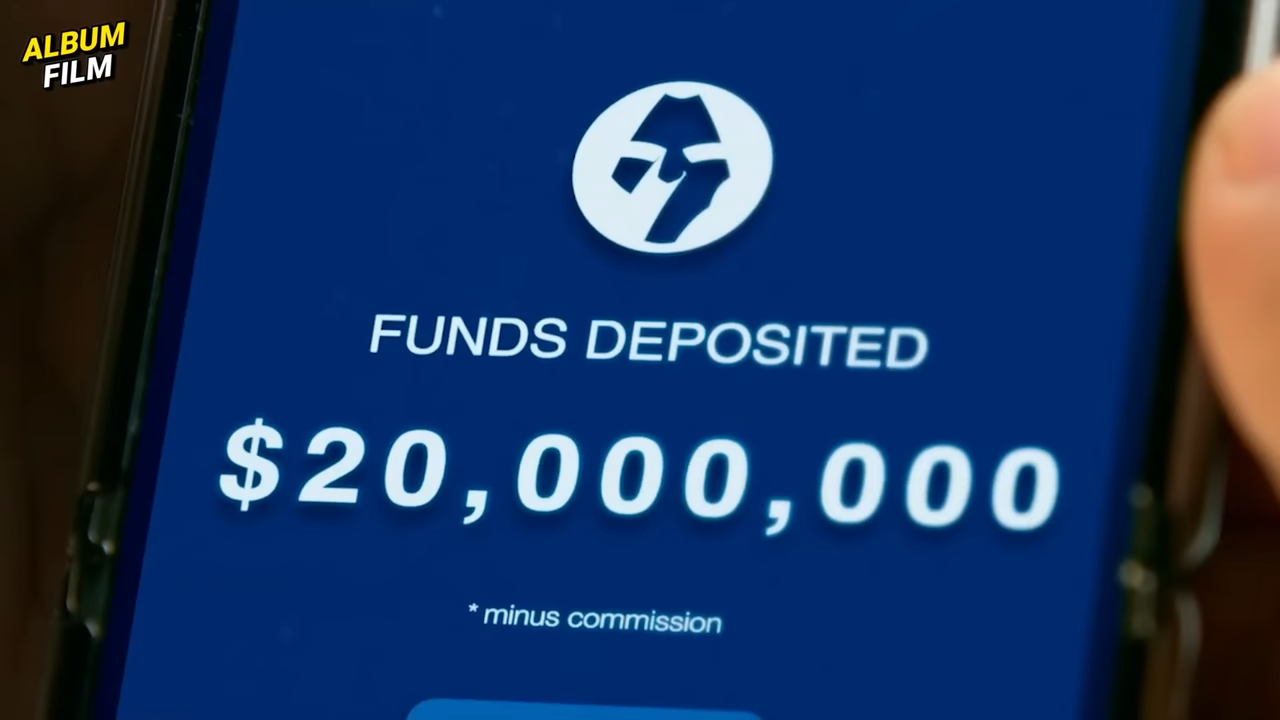 ALBUM
FILM
FUNDS DEPOSITED
$20,000,000
* minus commission